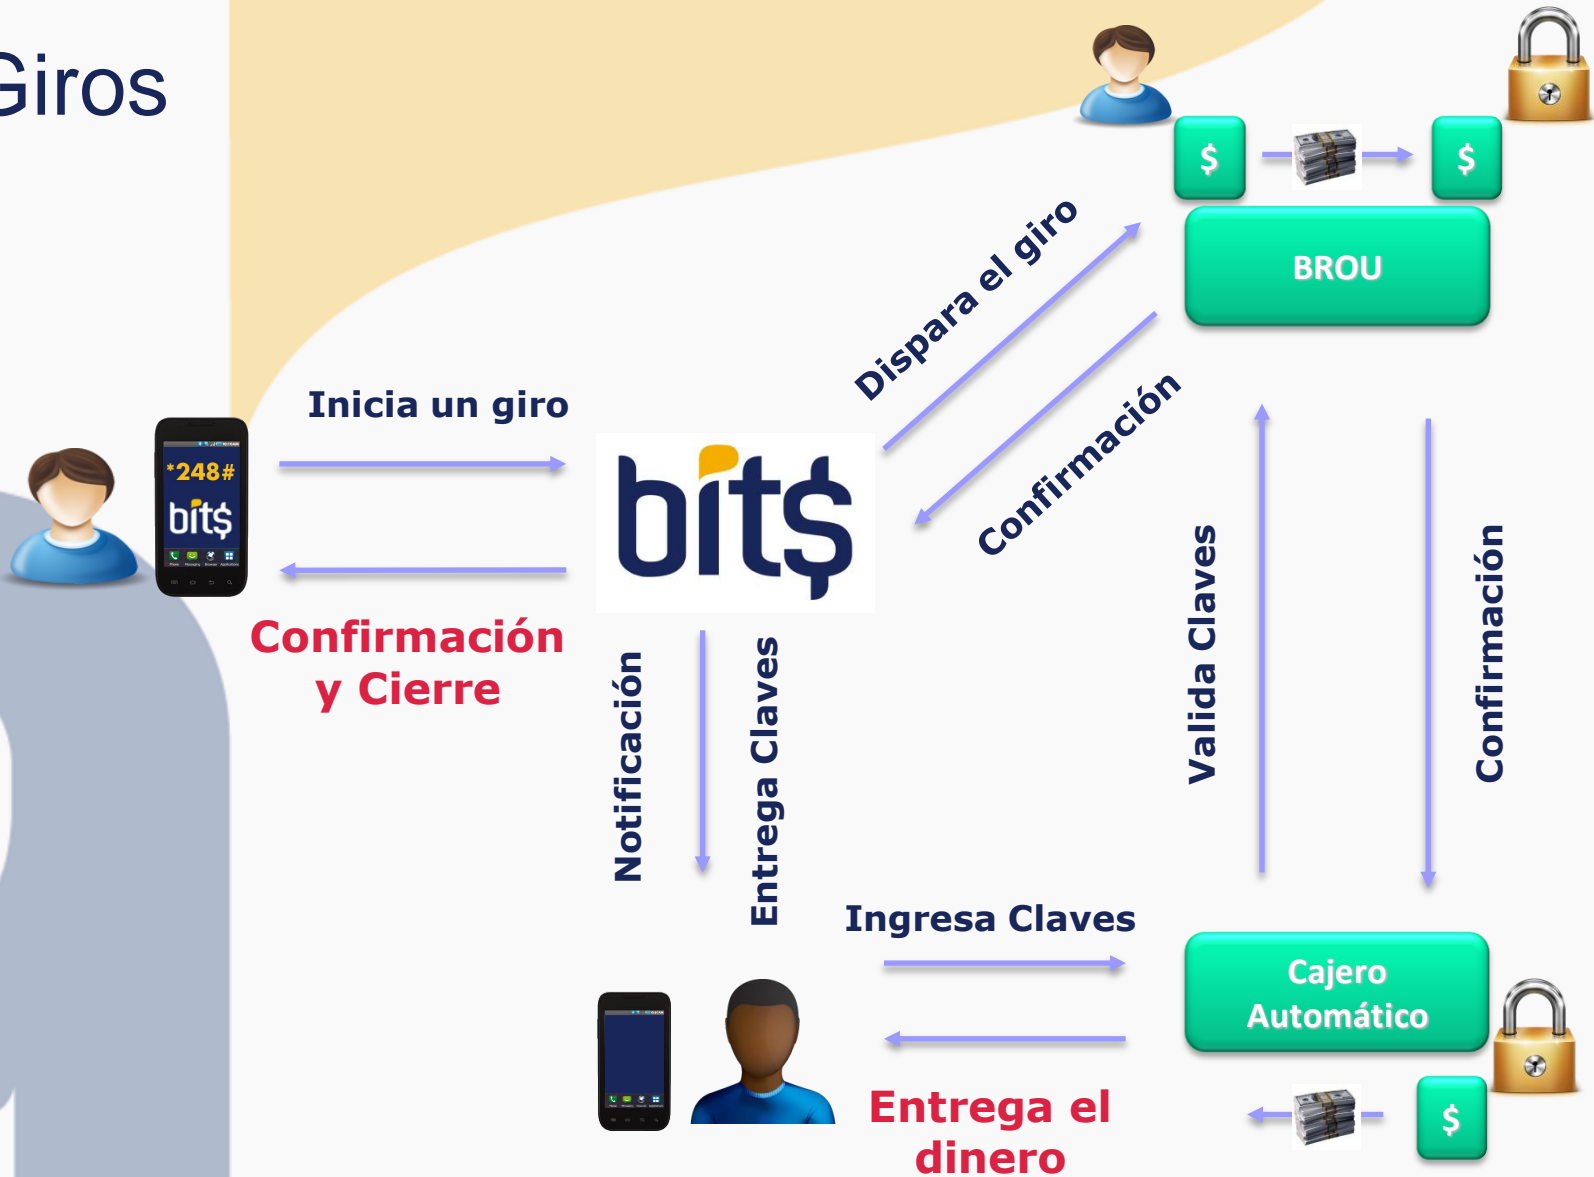 Giros
$
$
BROU
Dispara el giro
Confirmación
Inicia un giro
*248#
bit$
bit$
Confirmación
y Cierre
Notificación
Entrega Claves
Valida Claves
Confirmación
Ingresa Claves
Cajero
Automático
Entrega el
dinero
$